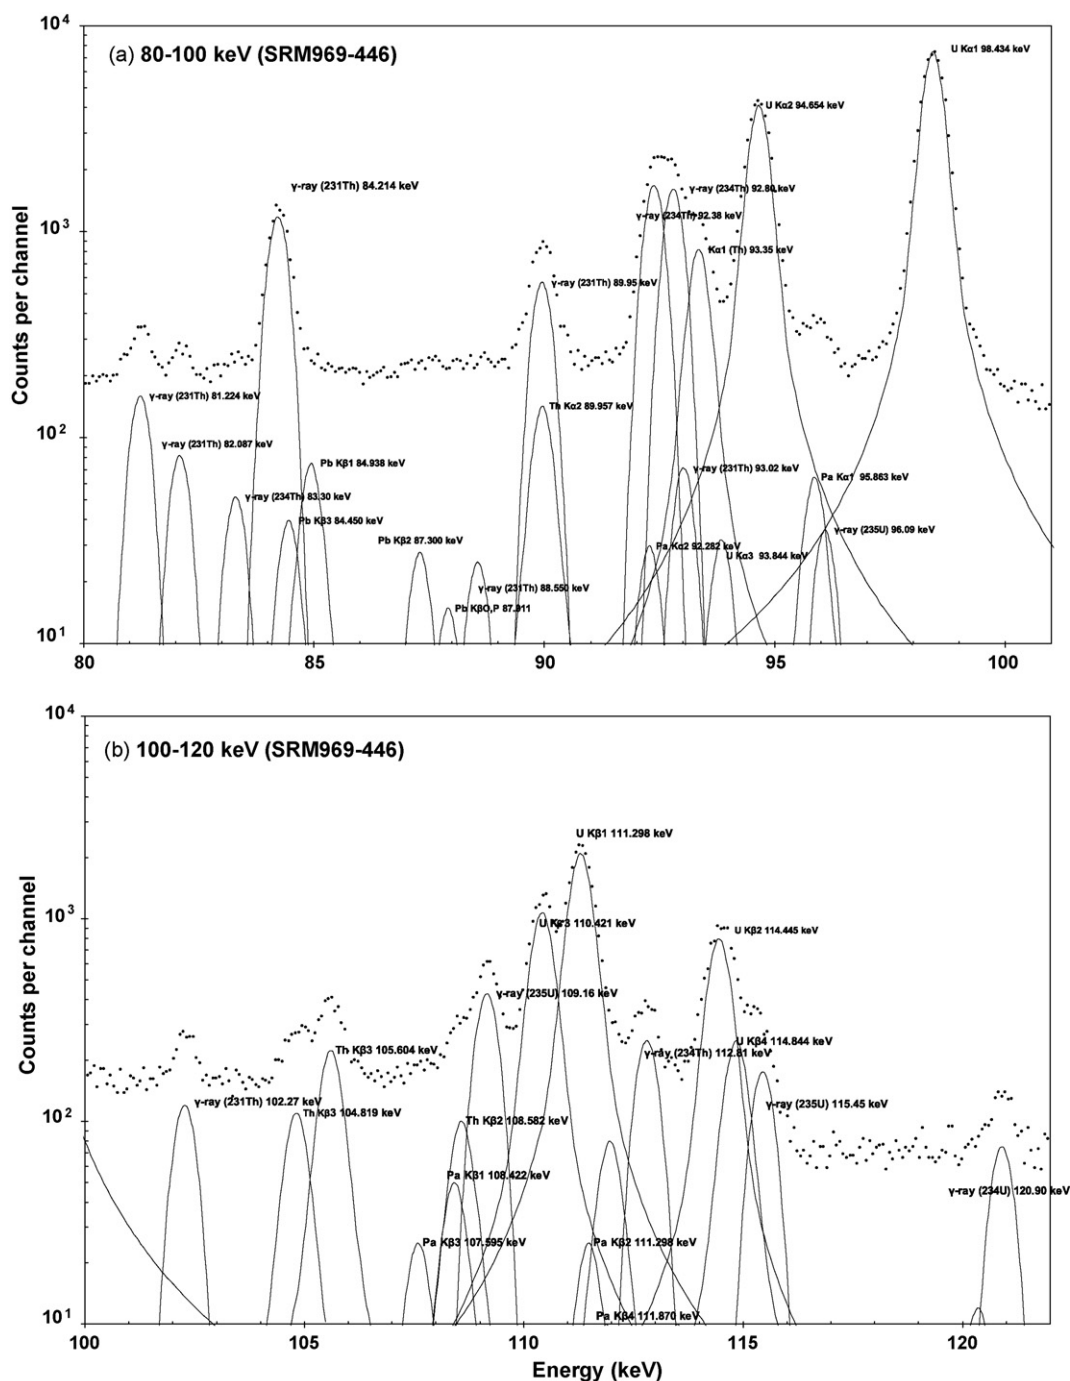 10⁴
(a) 80-100 keV (SRM969-446)
U Kα1 98.434 keV
U Kα2 94.654 keV
γ-ray (231Th) 84.214 keV
γ-ray (234Th) 92.80 keV
γ-ray (234Th) 92.38 keV
10³
Kα1 (Th) 93.35 keV
γ-ray (231Th) 89.95 keV
Counts per channel
γ-ray (231Th) 81.224 keV
Th Kα2 89.957 keV
10²
γ-ray (231Th) 82.087 keV
Pb Kβ1 84.938 keV
γ-ray (231Th) 93.02 keV
Pa Kα1 95.863 keV
γ-ray (234Th) 83.30 keV
Pb Kβ3 84.450 keV
γ-ray (235U) 96.09 keV
Pb Kβ2 87.300 keV
Pa Kα2 92.282 keV
U Kα3 93.844 keV
γ-ray (231Th) 88.550 keV
Pb KβO,P 87.911
10¹
80 85 90 95 100
10⁴
(b) 100-120 keV (SRM969-446)
U Kβ1 111.298 keV
10³
U Kβ3 110.421 keV
U Kβ2 114.445 keV
Counts per channel
γ-ray (235U) 109.16 keV
Th Kβ3 105.604 keV
γ-ray (234Th) 112.81 keV
U Kβ4 114.844 keV
γ-ray (235U) 115.45 keV
γ-ray (231Th) 102.27 keV
Th Kβ3 104.819 keV
10²
Th Kβ2 108.582 keV
Pa Kβ1 108.422 keV
γ-ray (234U) 120.90 keV
Pa Kβ3 107.595 keV
Pa Kβ2 111.298 keV
Pa Kβ4 111.870 keV
10¹
100 105 110 115 120
Energy (keV)